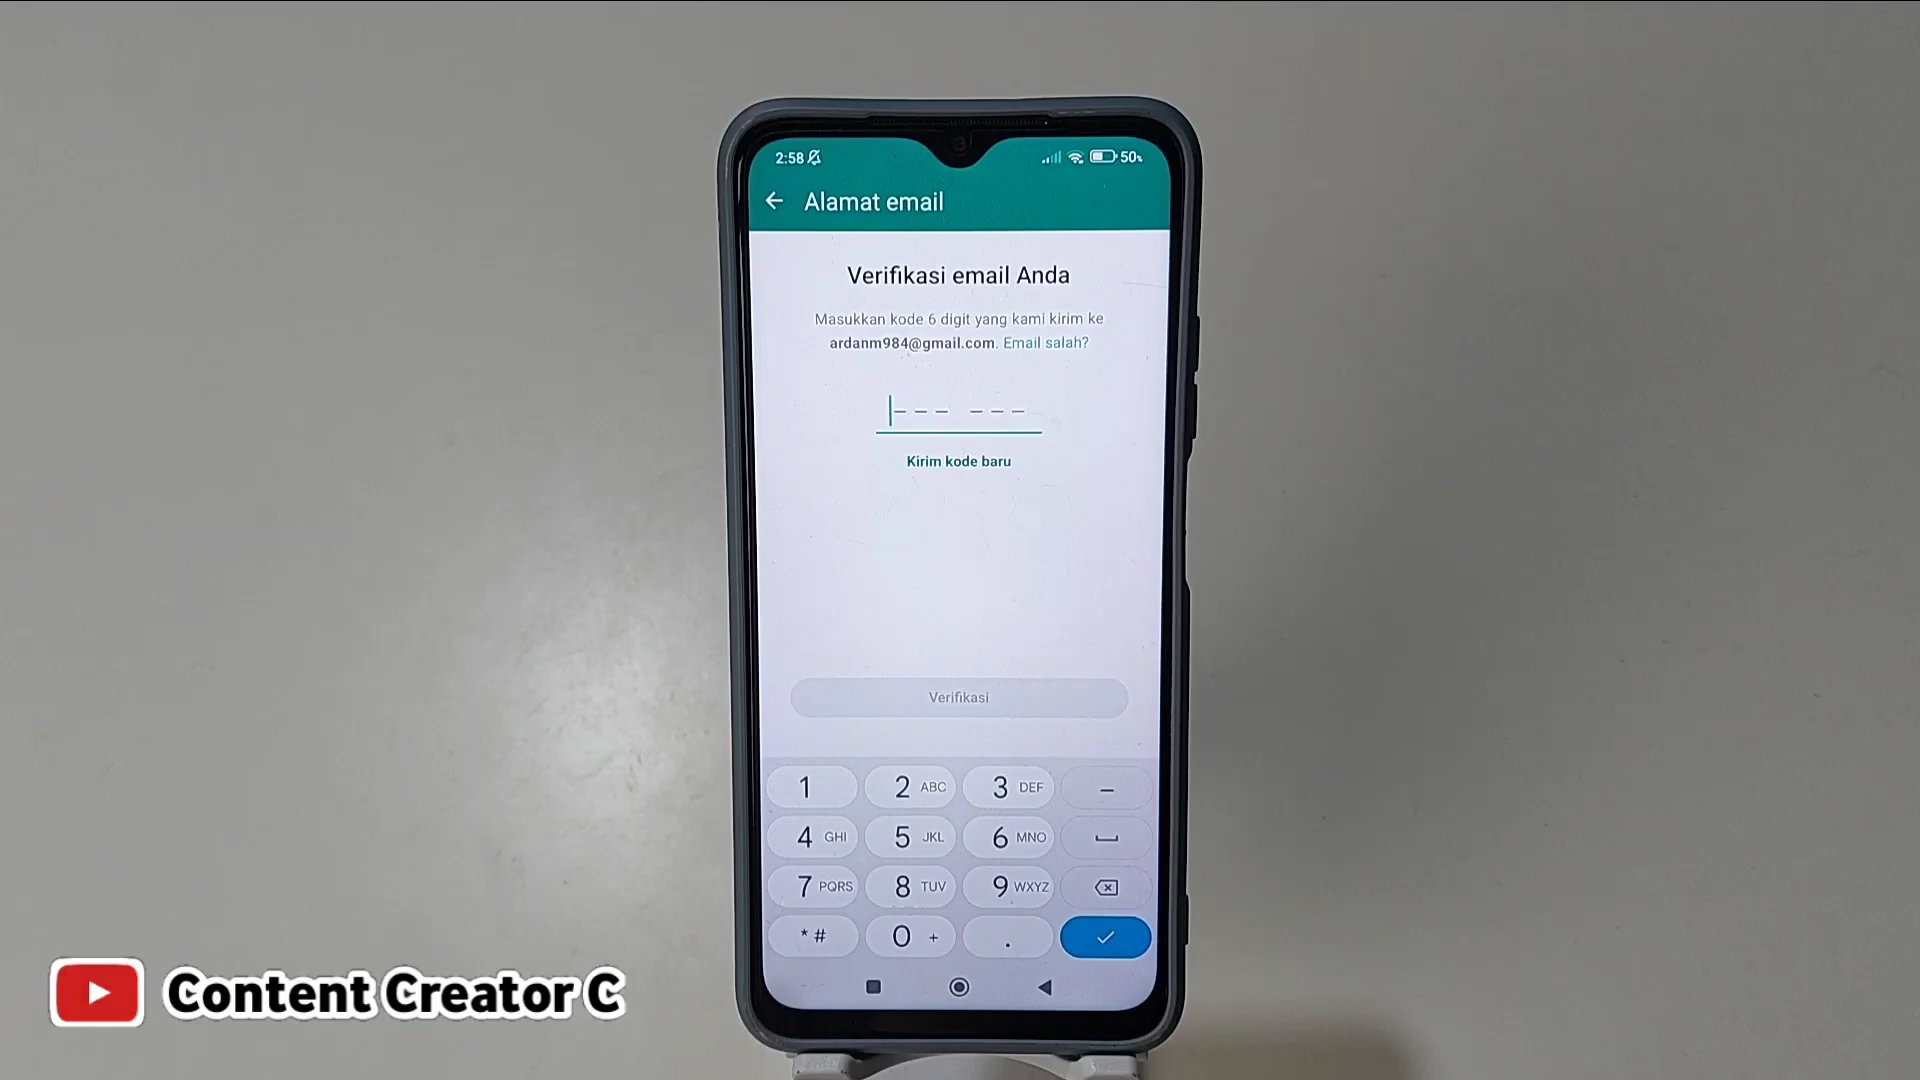 2:58 50%
Alamat email
Verifikasi email Anda
Masukkan kode 6 digit yang kami kirim ke
ardanm984@gmail.com. Email salah?
--- ---
Kirim kode baru
Verifikasi
1 2 ABC 3 DEF –
4 GHI 5 JKL 6 MNO
7 PQRS 8 TUV 9 WXYZ
* # 0 + .
Content Creator C